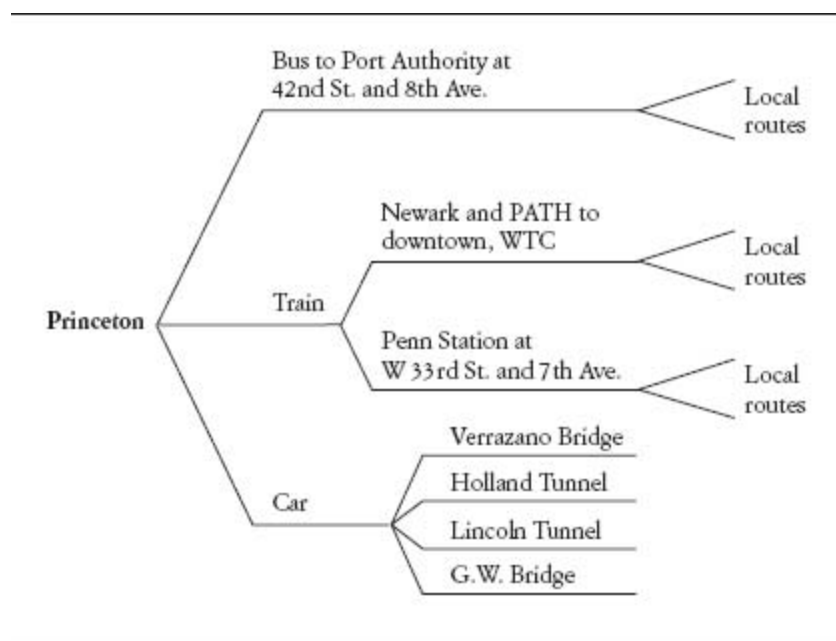 Bus to Port Authority at
42nd St. and 8th Ave.
Local
routes
Newark and PATH to
downtown, WTC
Local
routes
Train
Princeton
Penn Station at
W 33rd St. and 7th Ave.
Local
routes
Verrazano Bridge
Holland Tunnel
Car
Lincoln Tunnel
G.W. Bridge